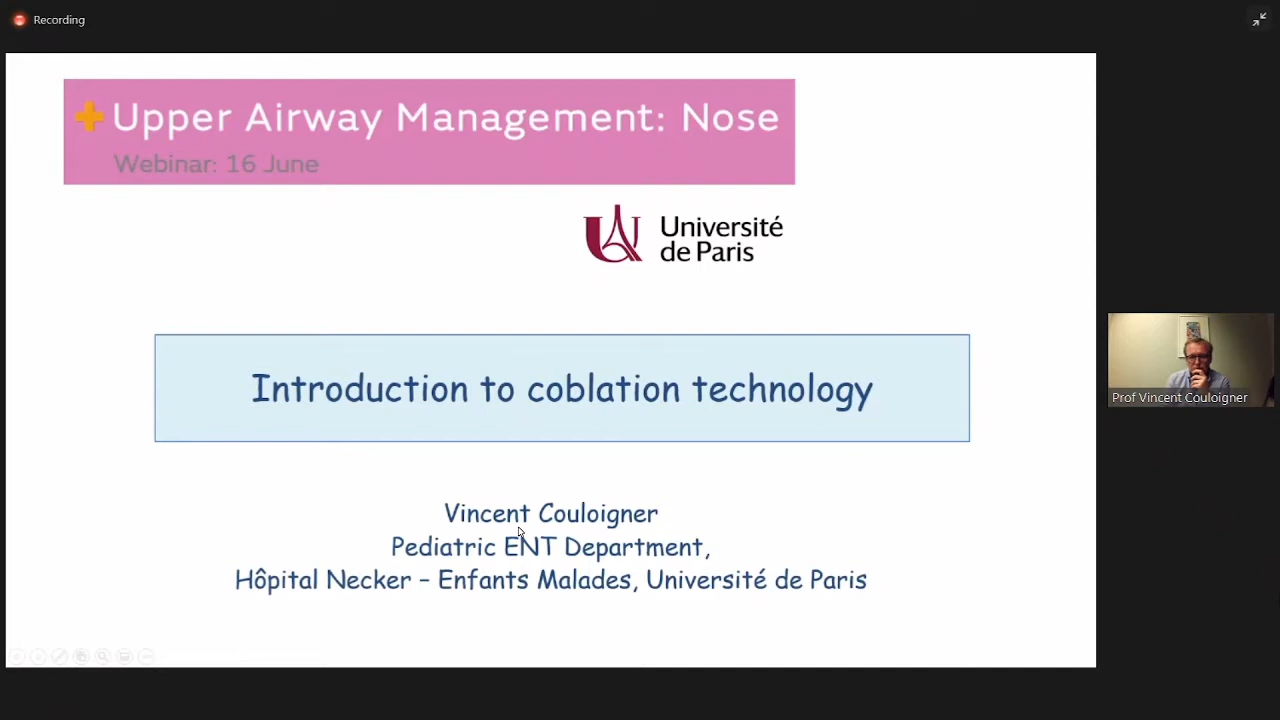 Recording
Upper Airway Management: Nose
Webinar: 16 June
Université
de Paris
Introduction to coblation technology
Vincent Couloigner
Pediatric ENT Department,
Hôpital Necker – Enfants Malades, Université de Paris
Prof Vincent Couloigner